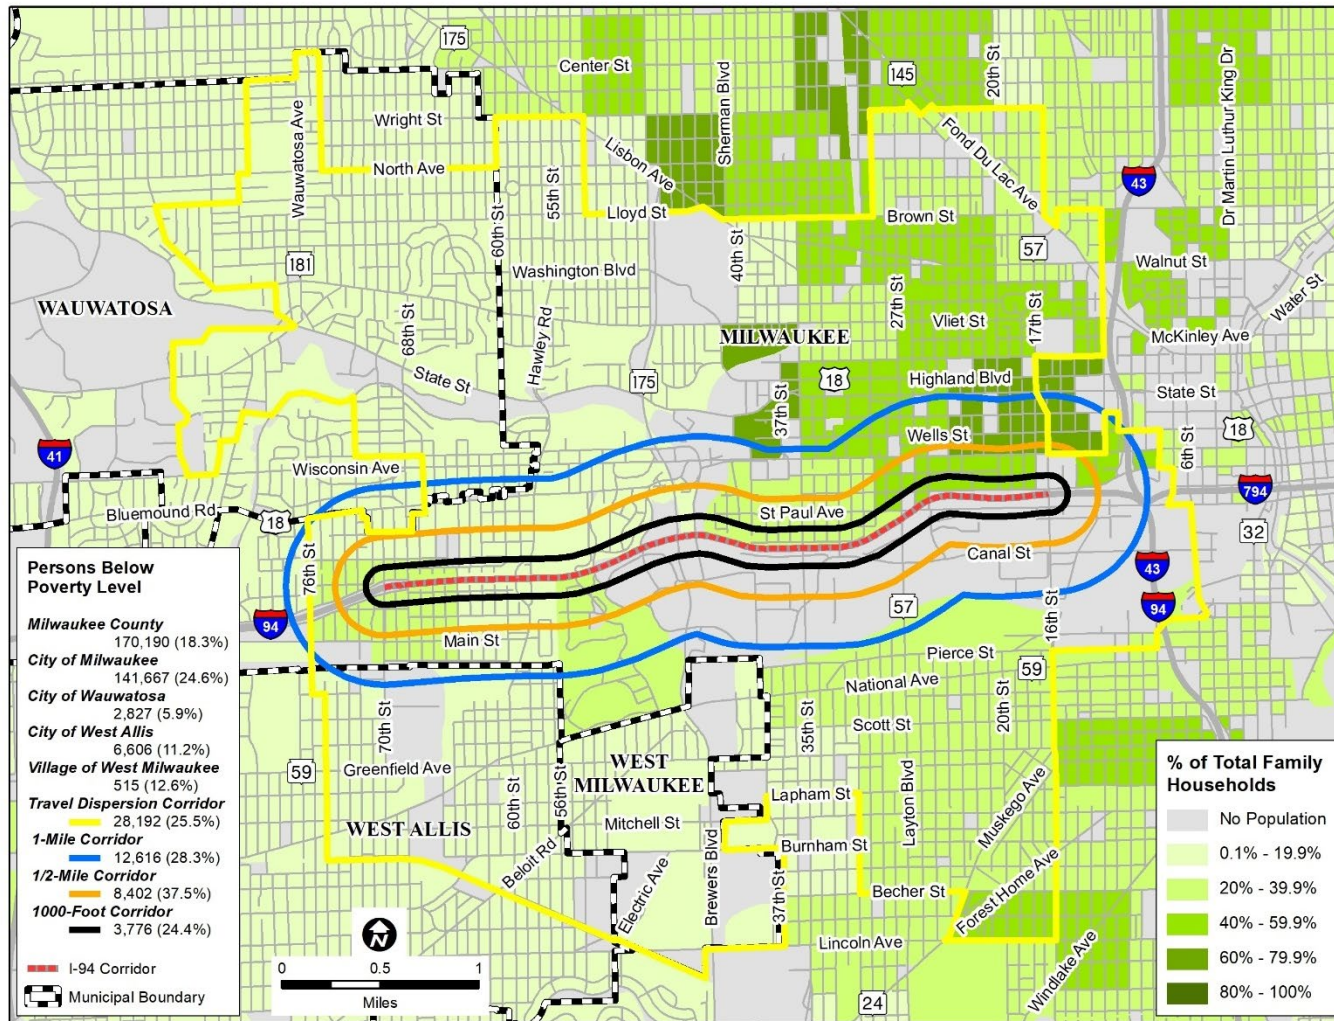 175
Center St
Sherman Blvd
145
20th St
Dr Martin Luthur King Dr
Wauwatosa Ave
Wright St
Lisbon Ave
Fond Du Lac Ave
North Ave
43
60th St
55th St
Lloyd St
Brown St
40th St
57
181
Washington Blvd
Walnut St
WAUWATOSA
68th St
Hawley Rd
27th St
Vliet St
17th St
Water St
MILWAUKEE
McKinley Ave
State St
175
18
Highland Blvd
State St
37th St
Wells St
6th St
18
41
Wisconsin Ave
Bluemound Rd
18
St Paul Ave
794
32
Canal St
76th St
43
94
57
94
16th St
Main St
Pierce St
59
National Ave
70th St
35th St
Scott St
20th St
59
Greenfield Ave
WEST
MILWAUKEE
60th St
56th St
Lapham St
Layton Blvd
Muskego Ave
WEST ALLIS
Mitchell St
Burnham St
Beloit Rd
Brewers Blvd
Electric Ave
37th St
Becher St
Forest Home Ave
Lincoln Ave
Windlake Ave
24
Persons Below
Poverty Level
Milwaukee County
170,190 (18.3%)
City of Milwaukee
141,667 (24.6%)
City of Wauwatosa
2,827 (5.9%)
City of West Allis
6,606 (11.2%)
Village of West Milwaukee
515 (12.6%)
Travel Dispersion Corridor
28,192 (25.5%)
1-Mile Corridor
12,616 (28.3%)
1/2-Mile Corridor
8,402 (37.5%)
1000-Foot Corridor
3,776 (24.4%)
I-94 Corridor
Municipal Boundary
N
0 0.5 1
Miles
% of Total Family
Households
No Population
0.1% - 19.9%
20% - 39.9%
40% - 59.9%
60% - 79.9%
80% - 100%